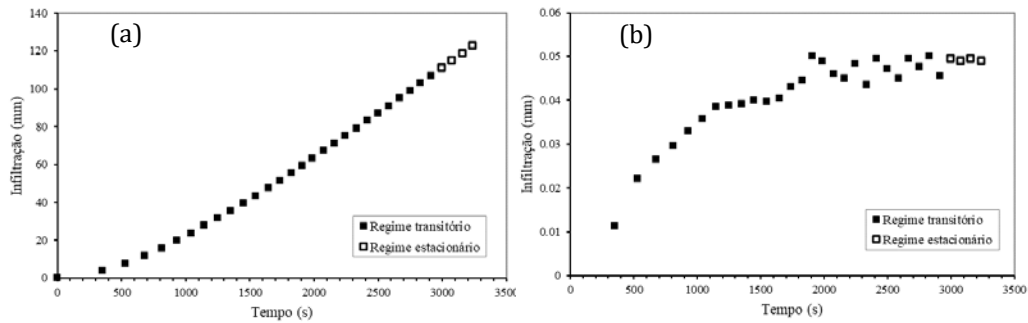 (a)
Infiltração (mm)
140
120
100
80
60
40
20
0
0 500 1000 1500 2000 2500 3000 3500
Tempo (s)
Regime transitório
Regime estacionário
(b)
Infiltração (mm)
0.06
0.05
0.04
0.03
0.02
0.01
0
0 500 1000 1500 2000 2500 3000 3500
Tempo (s)
Regime transitório
Regime estacionário